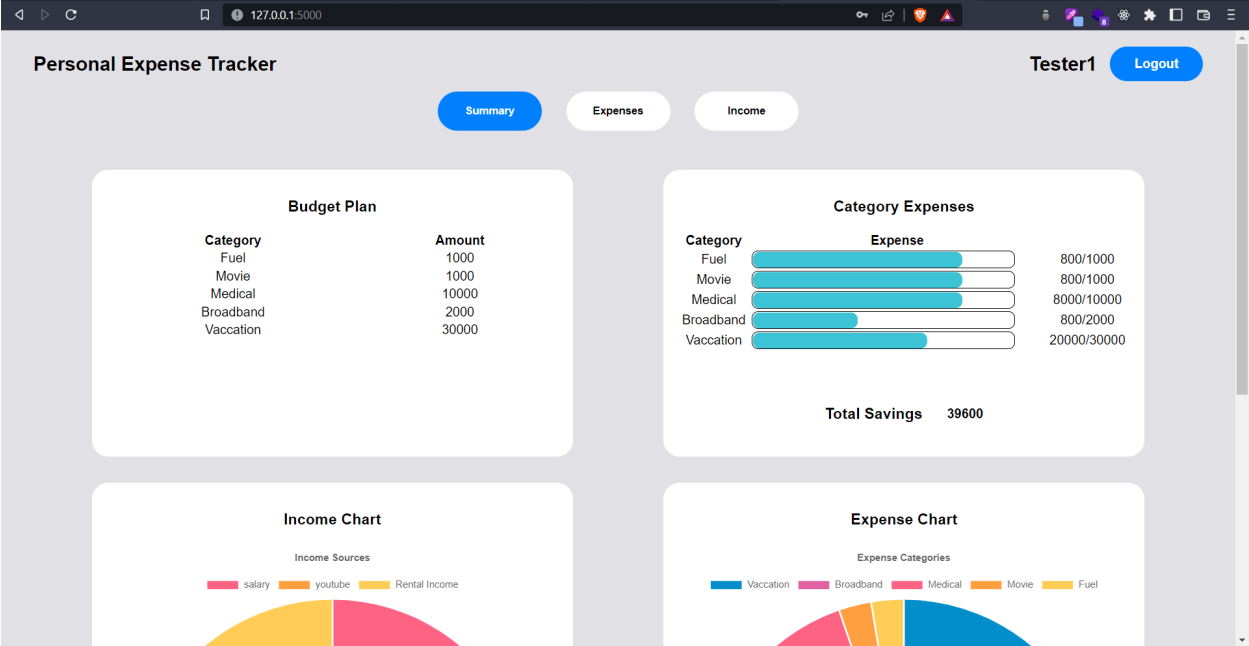 127.0.0.1:5000
8
Personal Expense Tracker
Tester1 Logout
Summary Expenses Income
Budget Plan
Category Amount
Fuel 1000
Movie 1000
Medical 10000
Broadband 2000
Vaccation 30000
Category Expenses
Category Expense
Fuel 800/1000
Movie 800/1000
Medical 8000/10000
Broadband 800/2000
Vaccation 20000/30000
Total Savings 39600
Income Chart
Income Sources
salary youtube Rental Income
Expense Chart
Expense Categories
Vaccation Broadband Medical Movie Fuel